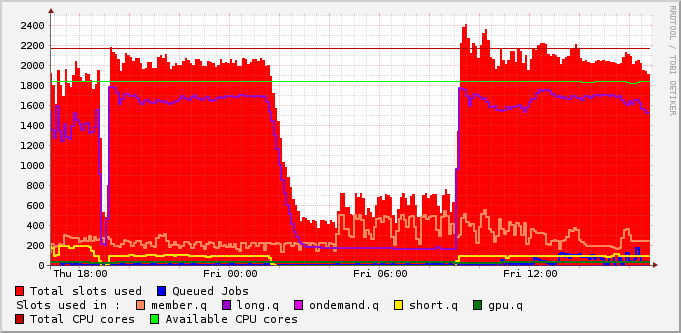 RRDTOOL / TOBI OETIKER
2400
2200
2000
1800
1600
1400
1200
1000
800
600
400
200
0
Thu 18:00 Fri 00:00 Fri 06:00 Fri 12:00
Total slots used Queued Jobs
Slots used in : member.q long.q ondemand.q short.q gpu.q
Total CPU cores Available CPU cores